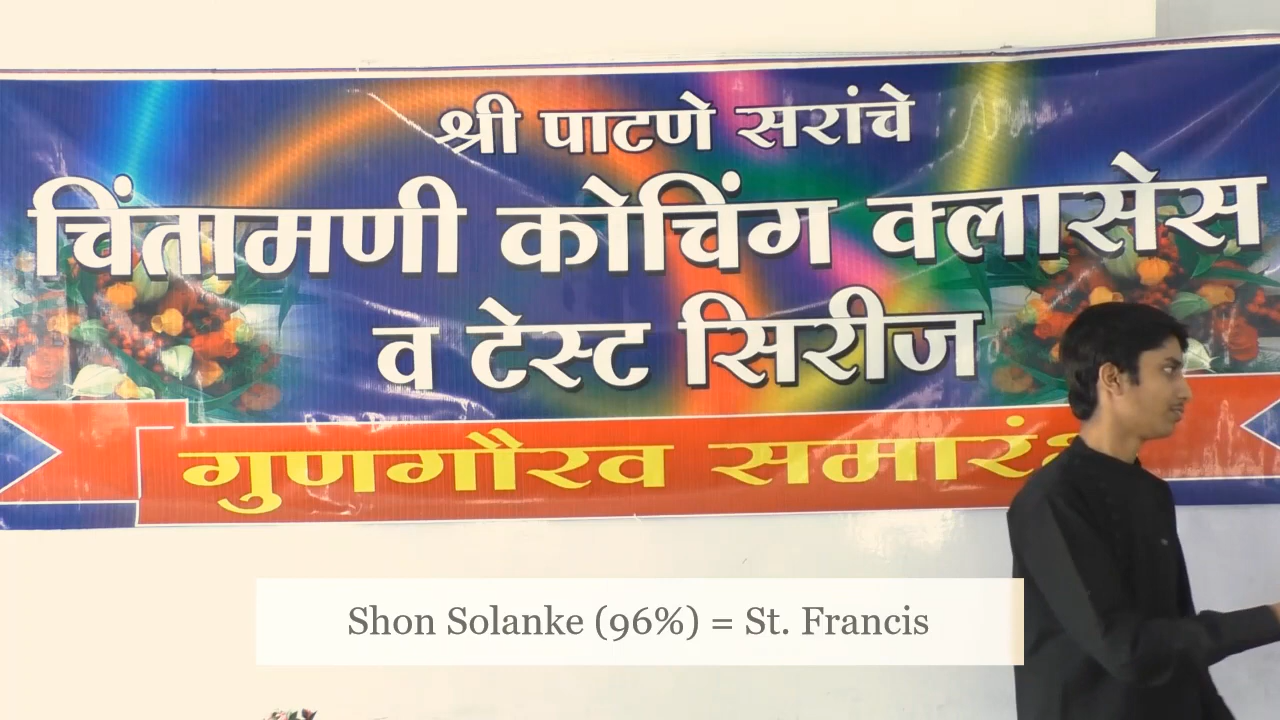 श्री पाटणे सरांचे
चिंतामणी कोचिंग क्लासेस
व टेस्ट सिरीज
गुणगौरव
Shon Solanke (96%) = St. Francis